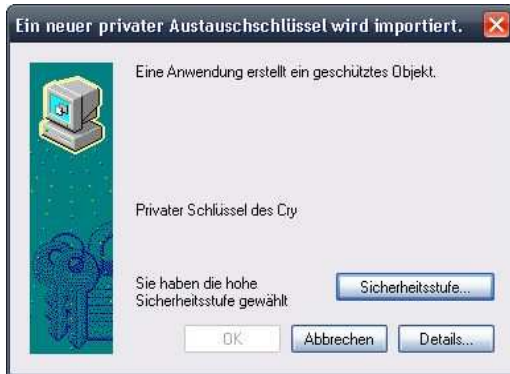 Ein neuer privater Austauschschlüssel wird importiert.
Eine Anwendung erstellt ein geschütztes Objekt.
Privater Schlüssel des Cry
Sie haben die hohe
Sicherheitsstufe gewählt
Sicherheitsstufe...
OK
Abbrechen
Details...